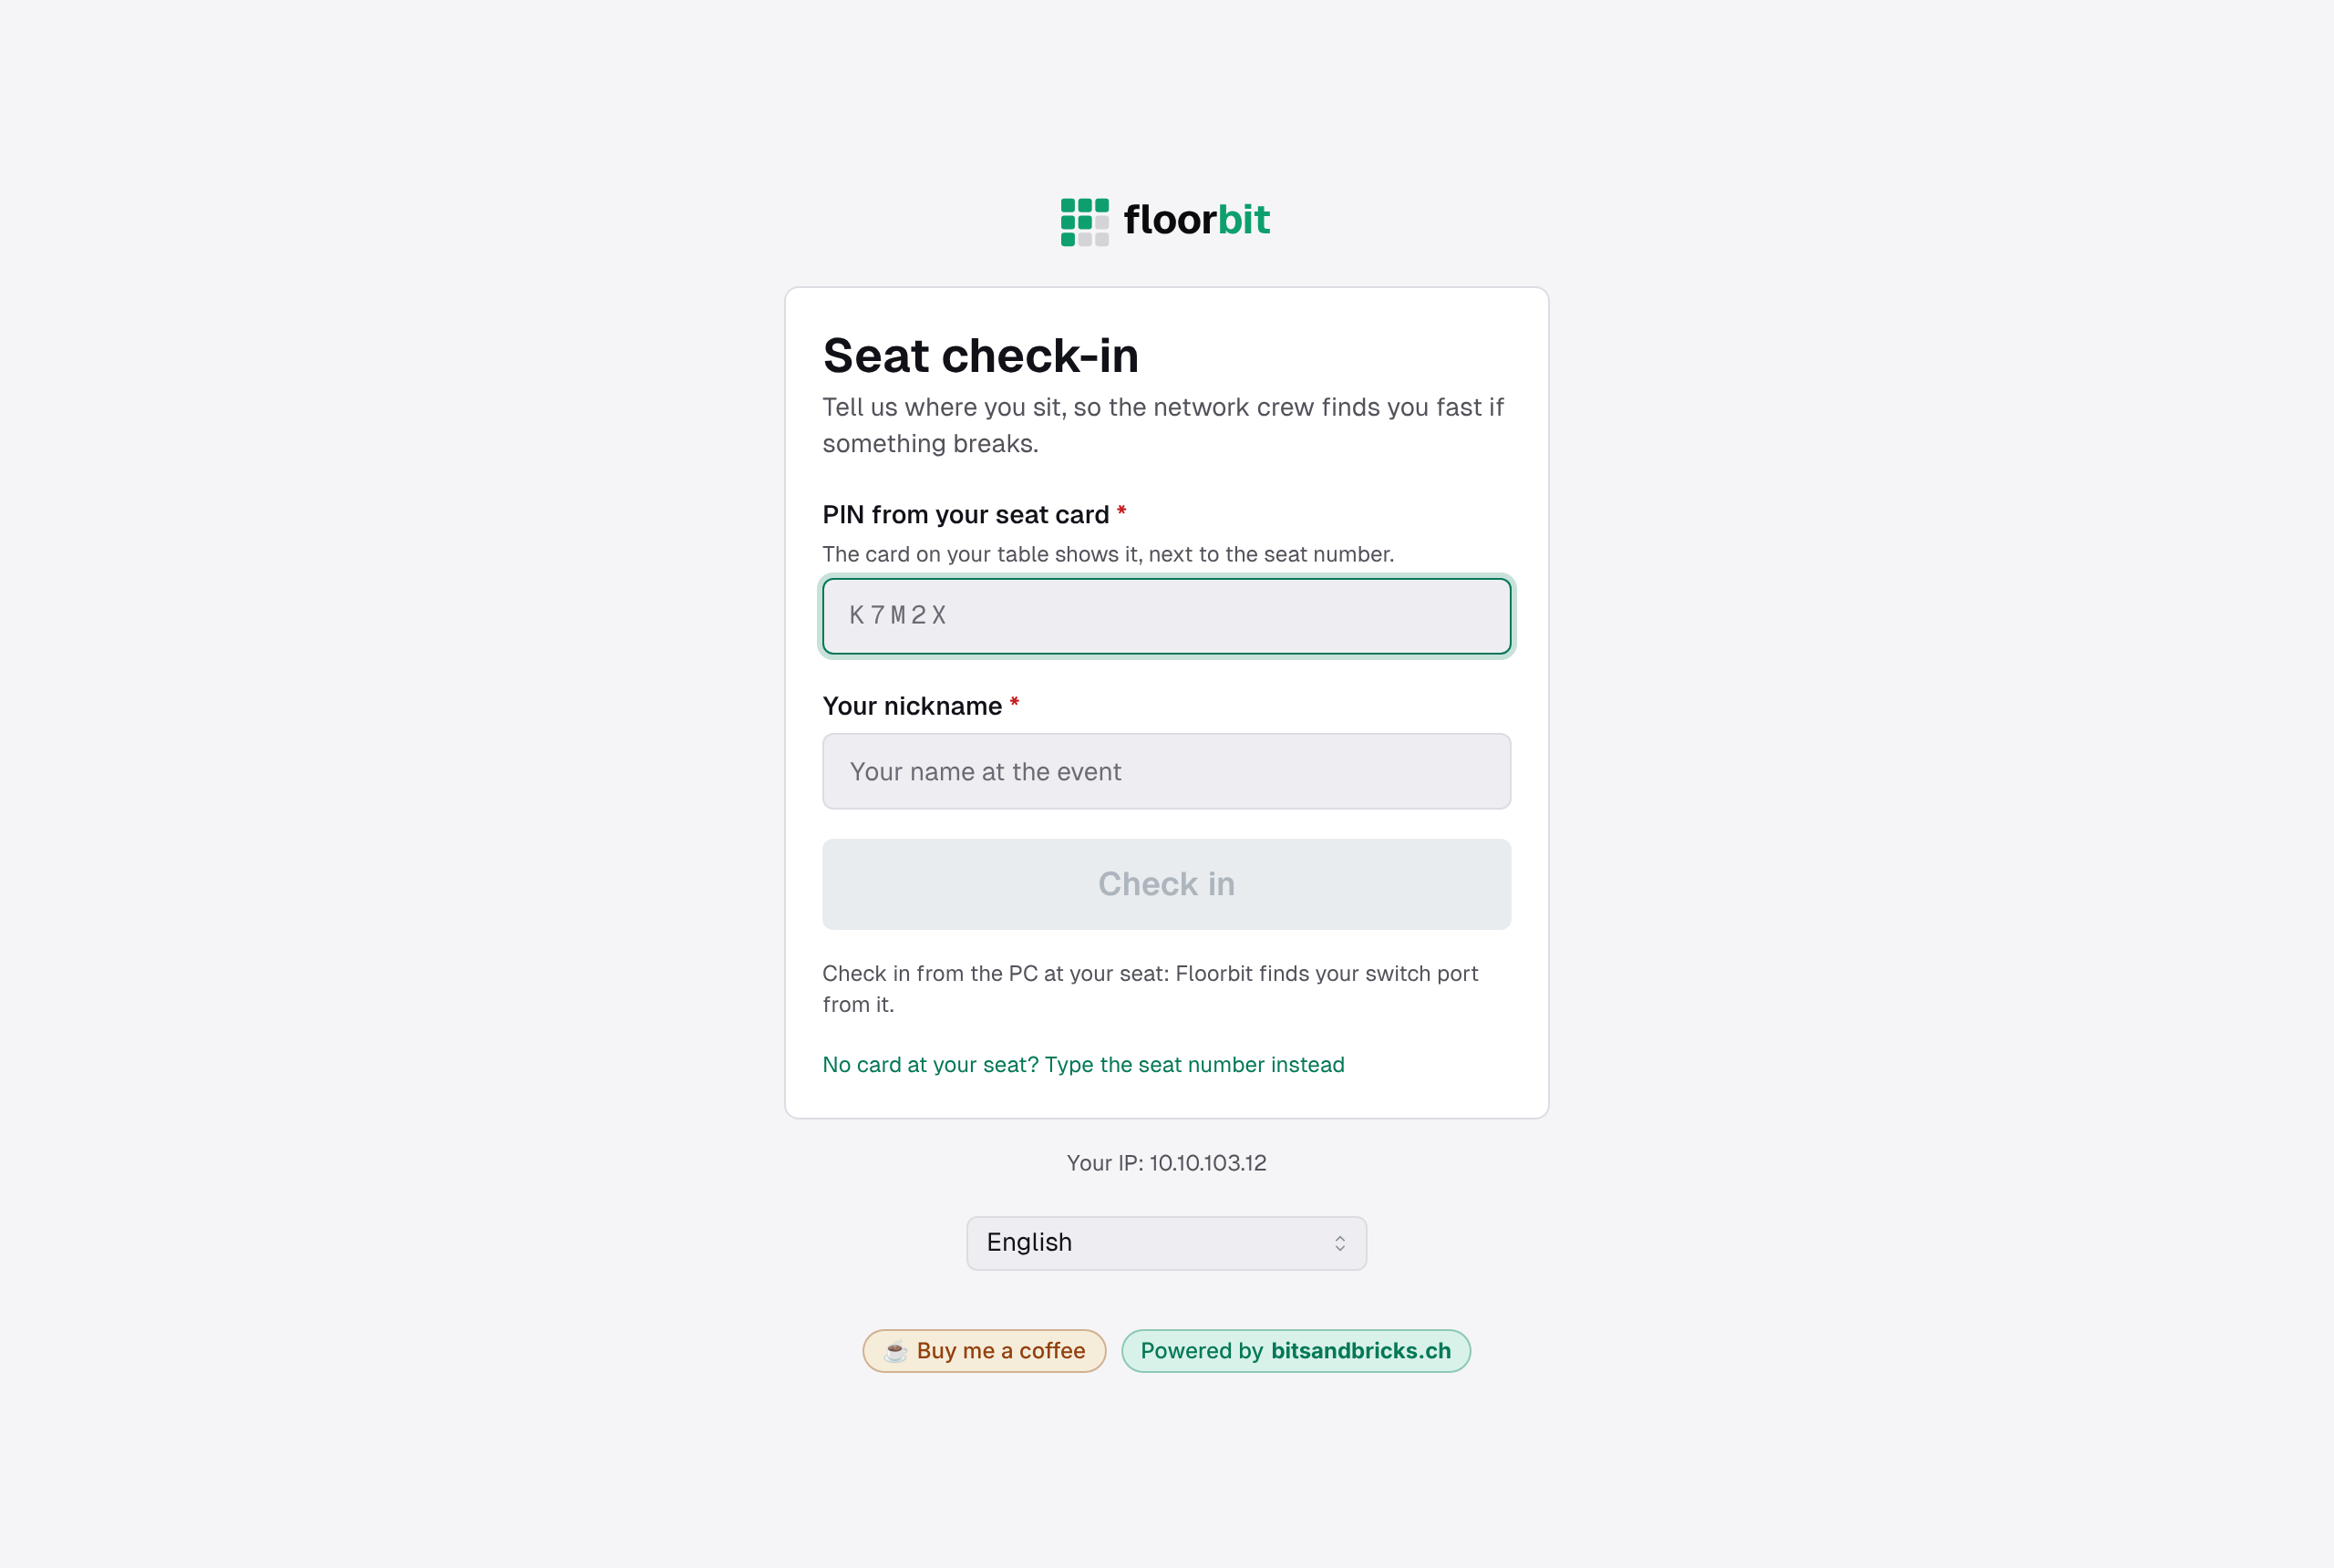 floorbit
Seat check-in
Tell us where you sit, so the network crew finds you fast if
something breaks.
PIN from your seat card *
The card on your table shows it, next to the seat number.
K7M2X
Your nickname *
Your name at the event
Check in
Check in from the PC at your seat: Floorbit finds your switch port
from it.
No card at your seat? Type the seat number instead
Your IP: 10.10.103.12
English
Buy me a coffee
Powered by bitsandbricks.ch